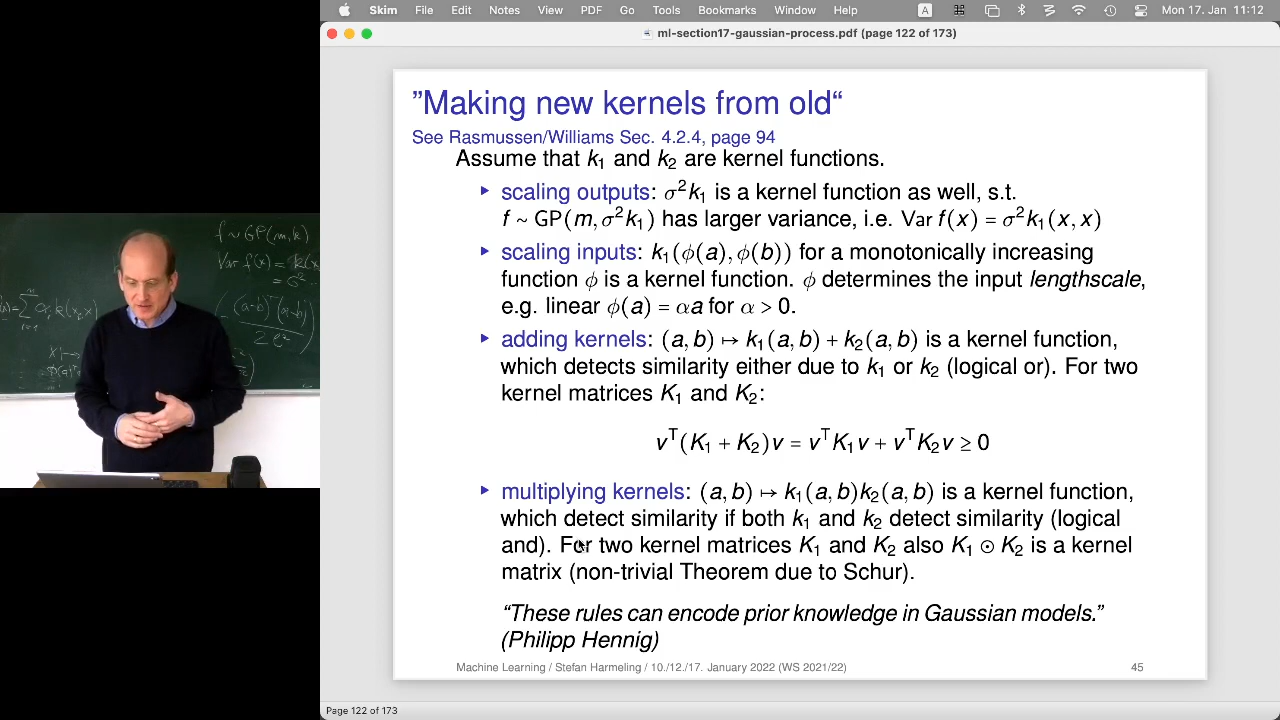 Skim File Edit Notes View PDF Go Tools Bookmarks Window Help A Mon 17. Jan 11:12
ml-section17-gaussian-process.pdf (page 122 of 173)
”Making new kernels from old“
See Rasmussen/Williams Sec. 4.2.4, page 94
Assume that k₁ and k₂ are kernel functions.
▸ scaling outputs: σ²k₁ is a kernel function as well, s.t.
f ~ GP(m, σ²k₁) has larger variance, i.e. Var f(x) = σ²k₁(x, x)
▸ scaling inputs: k₁(ϕ(a), ϕ(b)) for a monotonically increasing
function ϕ is a kernel function. ϕ determines the input lengthscale,
e.g. linear ϕ(a) = αa for α > 0.
▸ adding kernels: (a, b) ↦ k₁(a, b) + k₂(a, b) is a kernel function,
which detects similarity either due to k₁ or k₂ (logical or). For two
kernel matrices K₁ and K₂:
vᵀ(K₁ + K₂)v = vᵀK₁v + vᵀK₂v ≥ 0
▸ multiplying kernels: (a, b) ↦ k₁(a, b)k₂(a, b) is a kernel function,
which detect similarity if both k₁ and k₂ detect similarity (logical
and). For two kernel matrices K₁ and K₂ also K₁ ⊙ K₂ is a kernel
matrix (non-trivial Theorem due to Schur).
“These rules can encode prior knowledge in Gaussian models.”
(Philipp Hennig)
Machine Learning / Stefan Harmeling / 10./12./17. January 2022 (WS 2021/22) 45
Page 122 of 173
f ~ GP(m, k)
Var f(x) = k(x,
= σ²
(a-b)ᵀ(a-b)